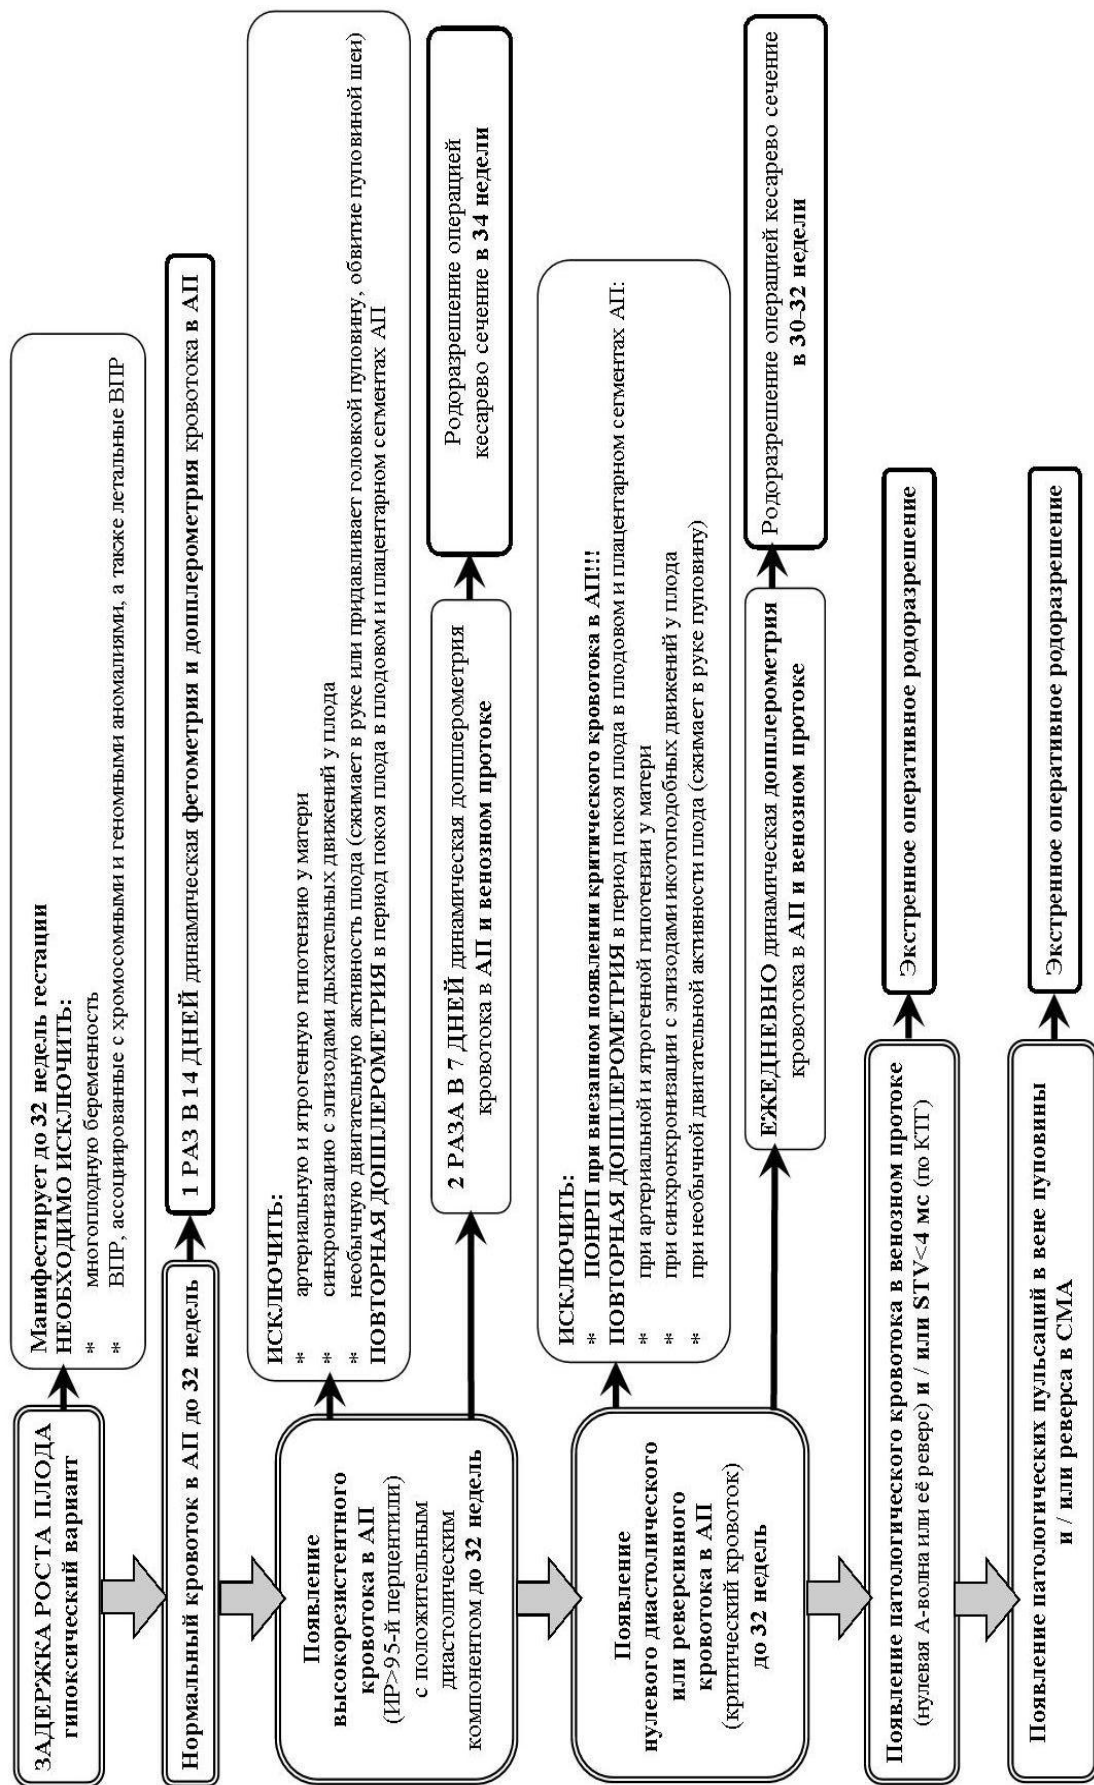 ЗАДЕРЖКА РОСТА ПЛОДА
гипоксический вариант
Манифестирует до 32 недель гестации
НЕОБХОДИМО ИСКЛЮЧИТЬ:
* многоплодную беременность
* ВПР, ассоциированные с хромосомными и геномными аномалиями, а также летальные ВПР
Нормальный кровоток в АП до 32 недель
1 РАЗ В 14 ДНЕЙ динамическая фетометрия и допплерометрия кровотока в АП
Появление
высокорезистентного
кровотока в АП
(ИР>95-й перцентили)
с положительным
диастолическим
компонентом до 32 недель
ИСКЛЮЧИТЬ:
* артериальную и ятрогенную гипотензию у матери
* синхронизацию с эпизодами дыхательных движений у плода
* необычную двигательную активность плода (сжимает в руке или придавливает головкой пуповину, обвитие пуповиной шеи)
ПОВТОРНАЯ ДОППЛЕРОМЕТРИЯ в период покоя плода в плодовом и плацентарном сегментах АП
2 РАЗА В 7 ДНЕЙ динамическая допплерометрия
кровотока в АП и венозном протоке
Родоразрешение операцией
кесарево сечение в 34 недели
Появление
нулевого диастолического
или реверсивного
кровотока в АП
(критический кровоток)
до 32 недель
ИСКЛЮЧИТЬ:
* ПОНРП при внезапном появлении критического кровотока в АП!!!
ПОВТОРНАЯ ДОППЛЕРОМЕТРИЯ в период покоя плода в плодовом и плацентарном сегментах АП:
* при артериальной и ятрогенной гипотензии у матери
* при синхронизации с эпизодами икотоподобных движений у плода
* при необычной двигательной активности плода (сжимает в руке пуповину)
ЕЖЕДНЕВНО динамическая допплерометрия
кровотока в АП и венозном протоке
Родоразрешение операцией кесарево сечение
в 30-32 недели
Появление патологического кровотока в венозном протоке
(нулевая А-волна или её реверс) и / или STV<4 мс (по КТГ)
Экстренное оперативное родоразрешение
Появление патологических пульсаций в вене пуповины
и / или реверса в СМА
Экстренное оперативное родоразрешение